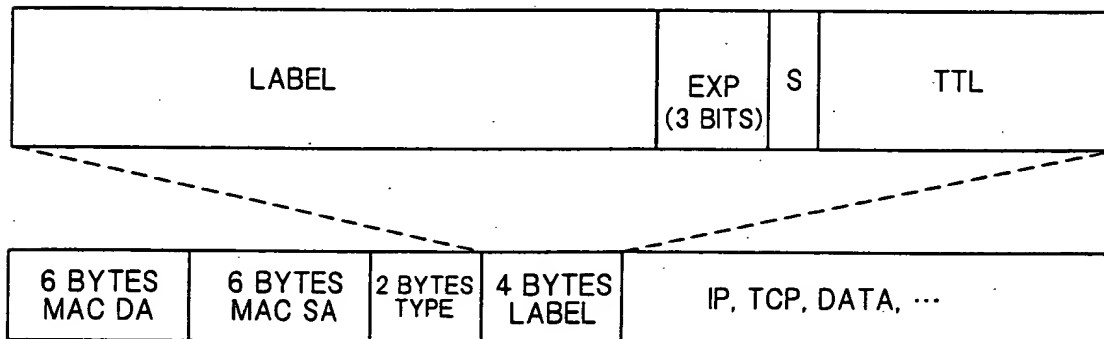 LABEL
EXP
(3 BITS)
S
TTL
6 BYTES
MAC DA
6 BYTES
MAC SA
2 BYTES
TYPE
4 BYTES
LABEL
IP, TCP, DATA, ⋯